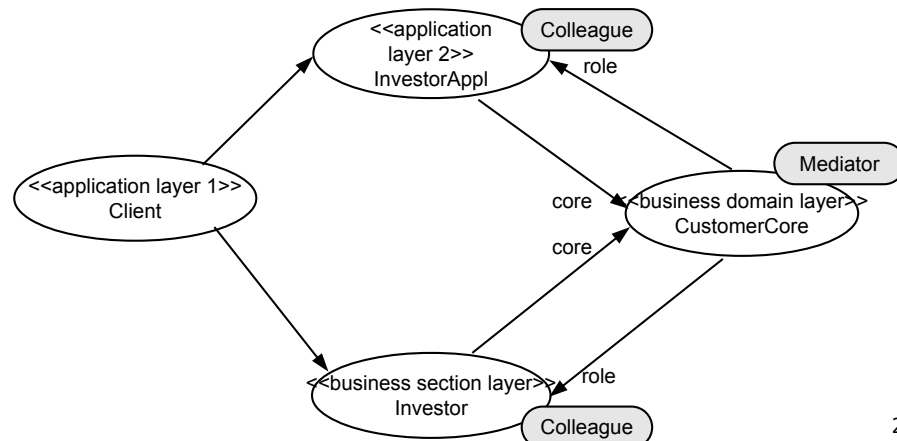 <<application
layer 2>>
InvestorAppl
Colleague
role
Mediator
<<application layer 1>>
Client
core
<<business domain layer>>
CustomerCore
core
<<business section layer>>
Investor
role
Colleague
2